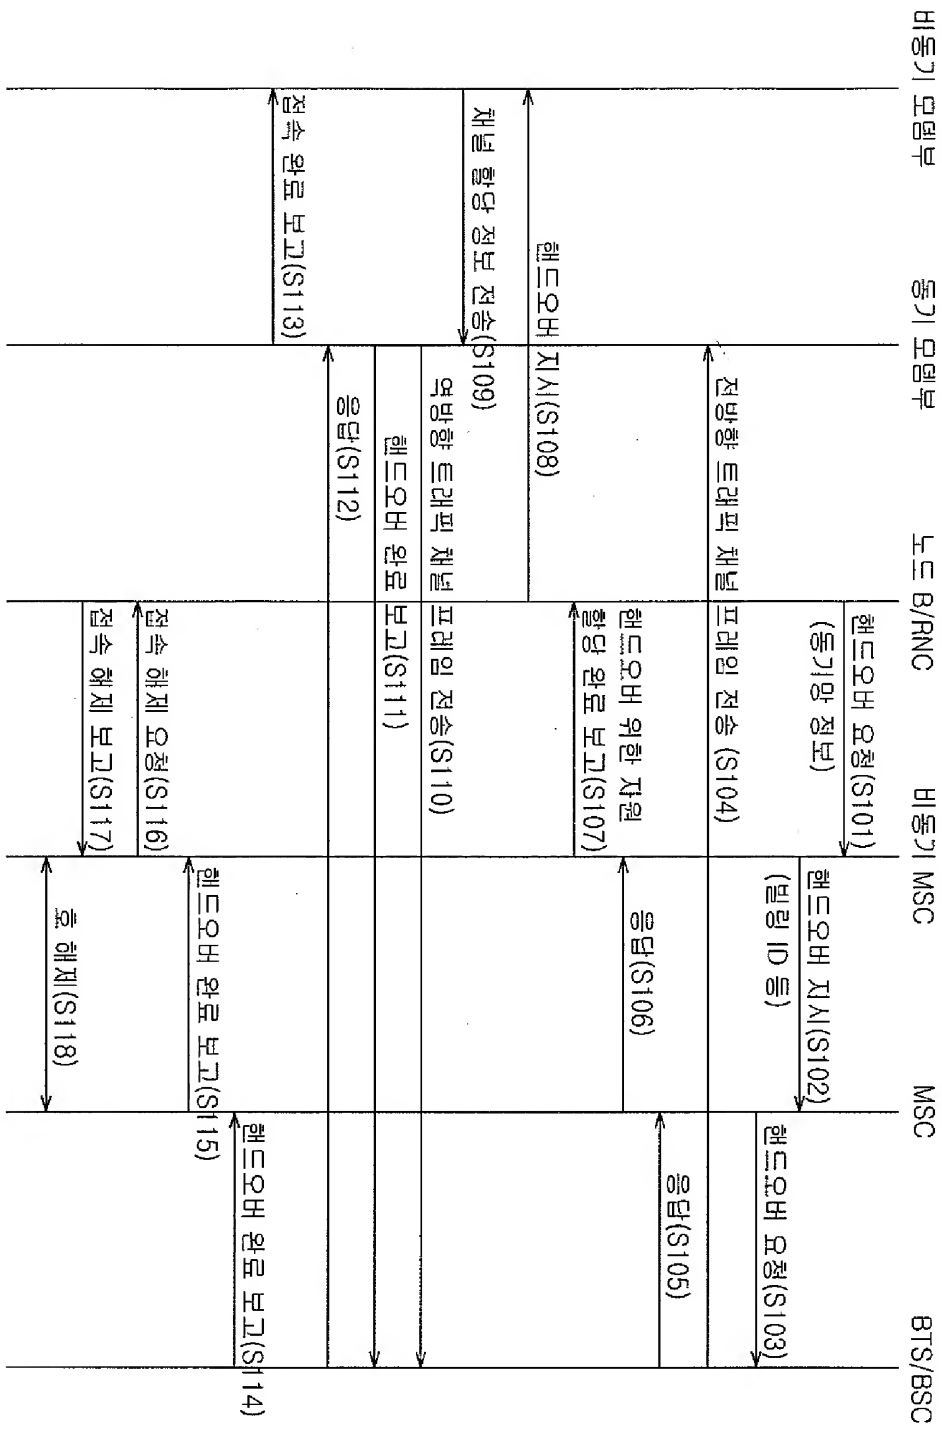 비동기 모뎀부
동기 모뎀부
노드 B/RNC
비동기 MSC
MSC
BTS/BSC
핸드오버 요청(S101)
(동기망 정보)
핸드오버 지시(S102)
(빌링 ID 등)
핸드오버 요청(S103)
전방향 트래픽 채널 프레임 전송 (S104)
응답(S105)
응답(S106)
핸드오버 위한 자원
할당 완료 보고(S107)
핸드오버 지시(S108)
채널 할당 정보 전송(S109)
역방향 트래픽 채널 프레임 전송(S110)
핸드오버 완료 보고(S111)
응답(S112)
접속 완료 보고(S113)
핸드오버 완료 보고(S114)
핸드오버 완료 보고(S115)
접속 해제 요청(S116)
접속 해제 보고(S117)
호 해제(S118)